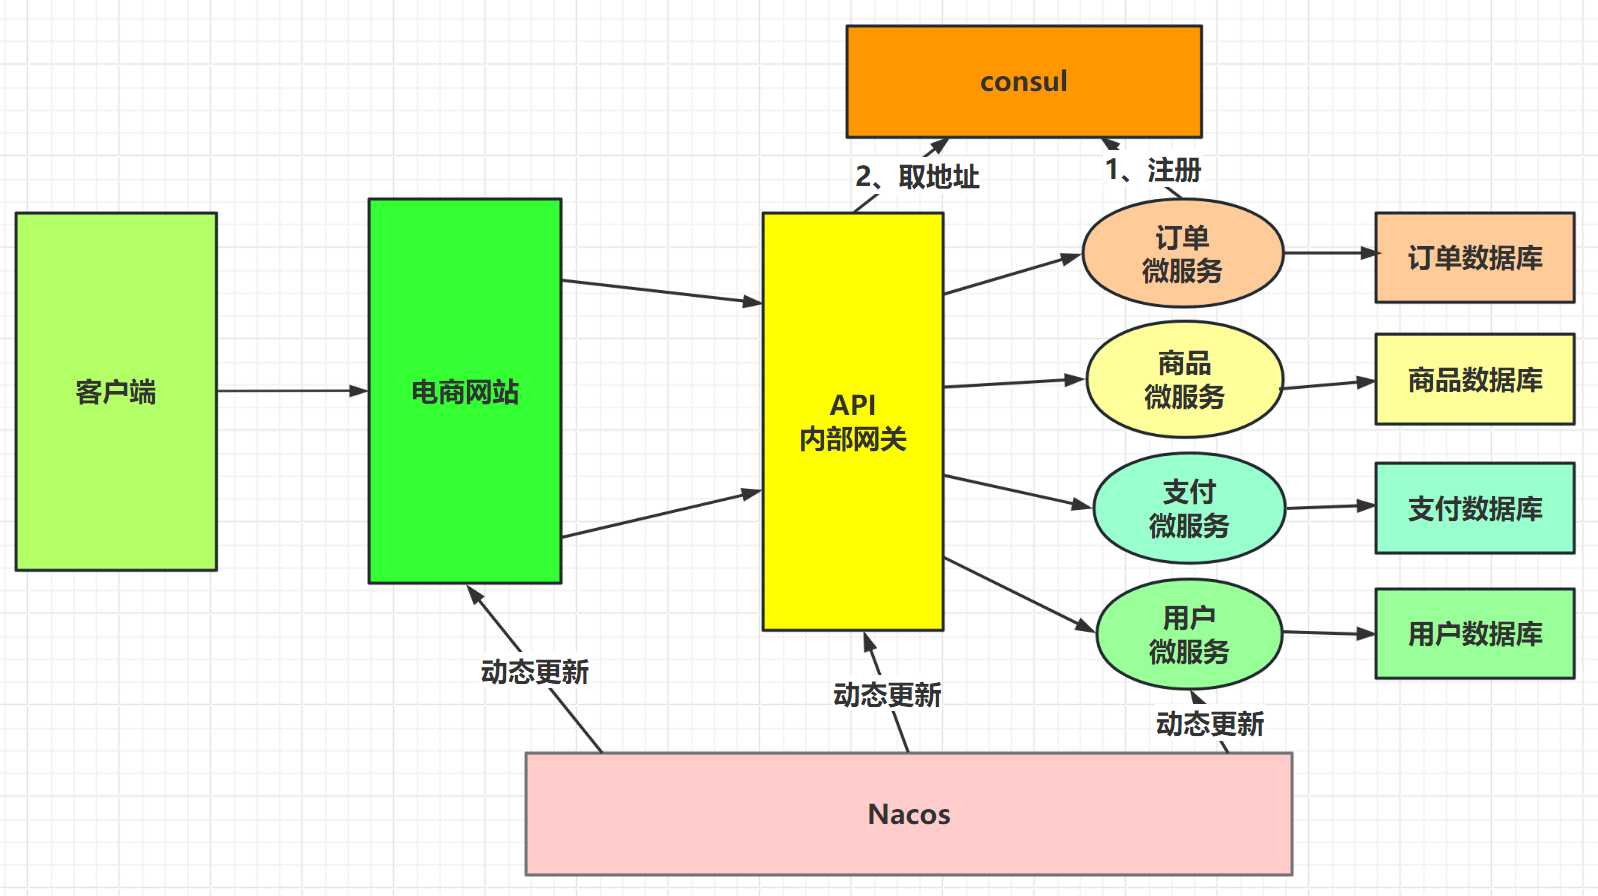 consul
2、取地址
1、注册
客户端
电商网站
API
内部网关
订单
微服务
订单数据库
商品
微服务
商品数据库
支付
微服务
支付数据库
用户
微服务
用户数据库
动态更新
动态更新
动态更新
Nacos